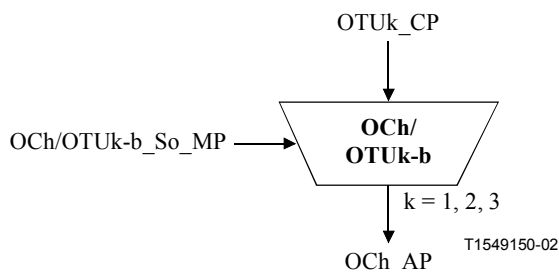 OTUk_CP
OCh/OTUk-b_So_MP
OCh/
OTUk-b
k = 1, 2, 3
T1549150-02
OCh_AP